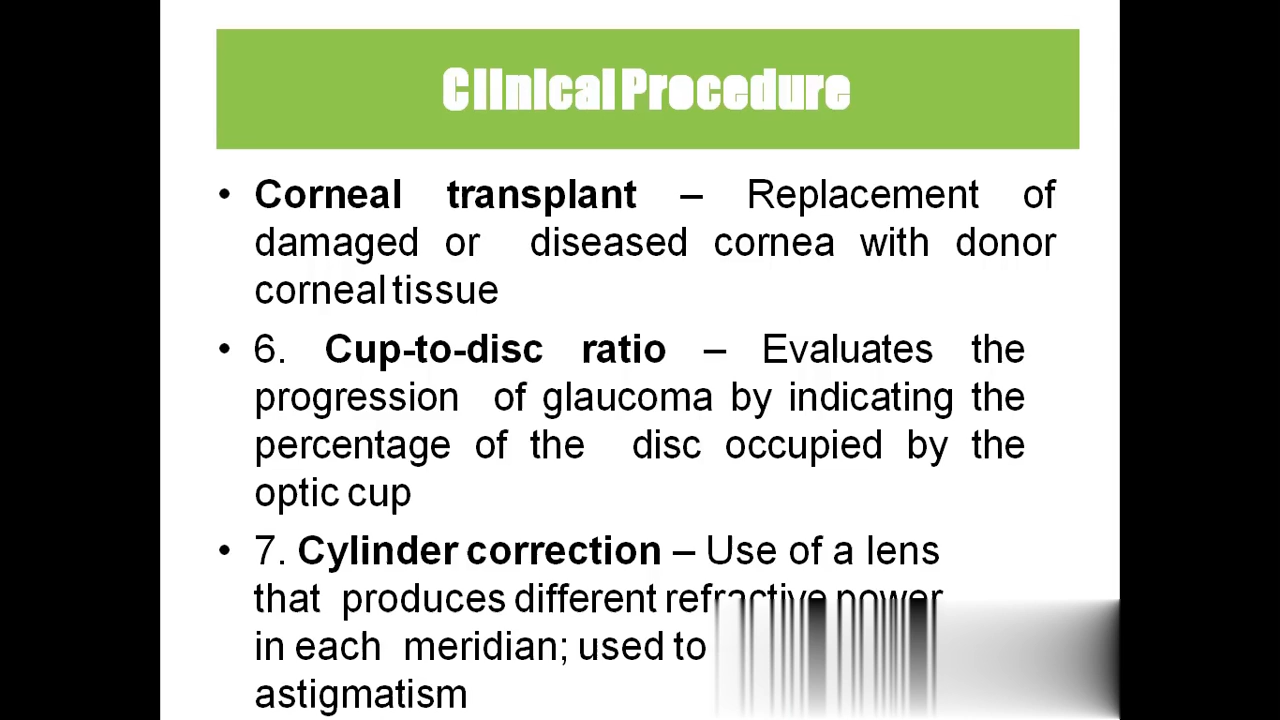 Clinical Procedure
• Corneal transplant – Replacement of
damaged or diseased cornea with donor
corneal tissue
• 6. Cup-to-disc ratio – Evaluates the
progression of glaucoma by indicating the
percentage of the disc occupied by the
optic cup
• 7. Cylinder correction – Use of a lens
that produces different refractive power
in each meridian; used to
astigmatism